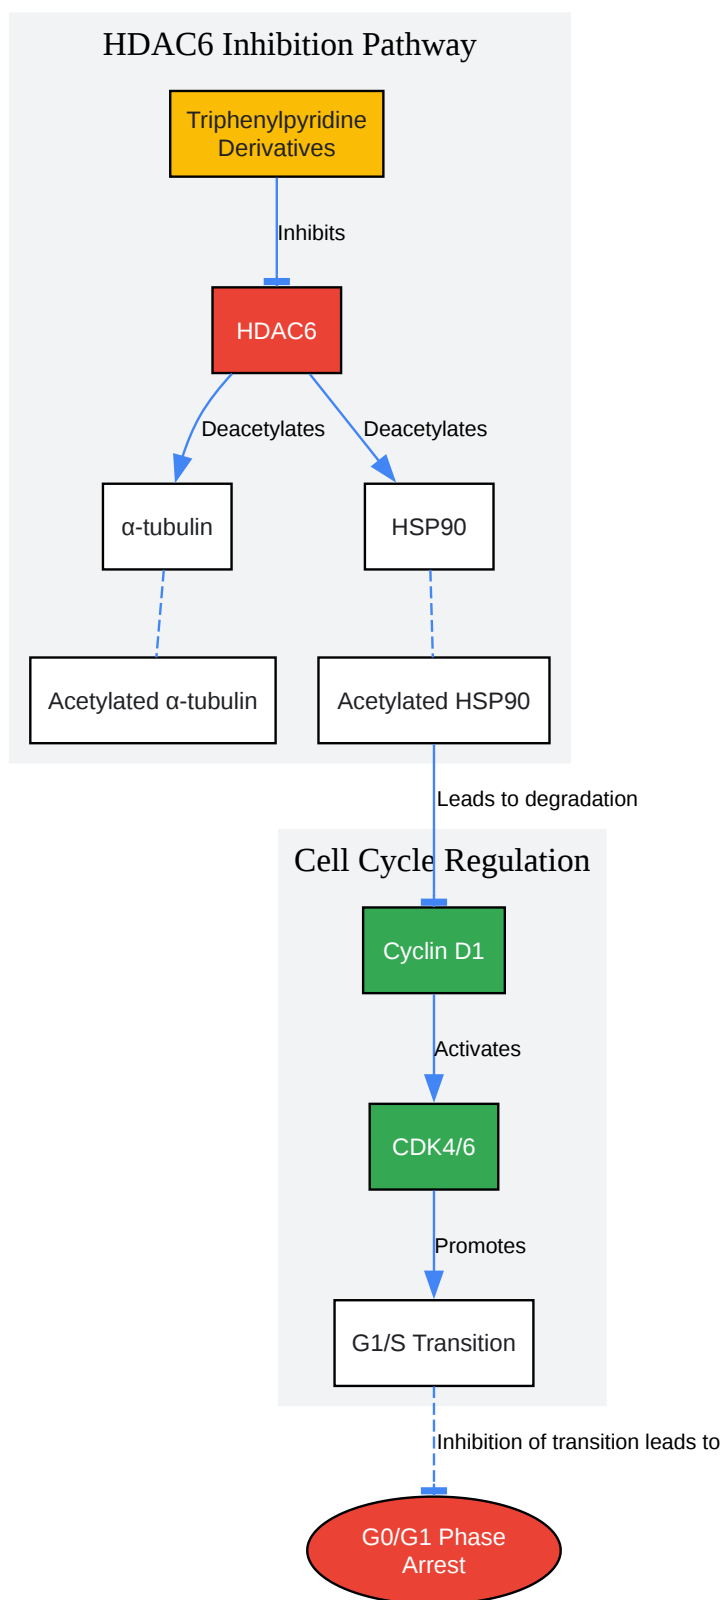 HDAC6 Inhibition Pathway
Triphenylpyridine
Derivatives
Inhibits
HDAC6
Deacetylates
Deacetylates
α-tubulin
HSP90
Acetylated α-tubulin
Acetylated HSP90
Leads to degradation
Cell Cycle Regulation
Cyclin D1
Activates
CDK4/6
Promotes
G1/S Transition
Inhibition of transition leads to
G0/G1 Phase
Arrest